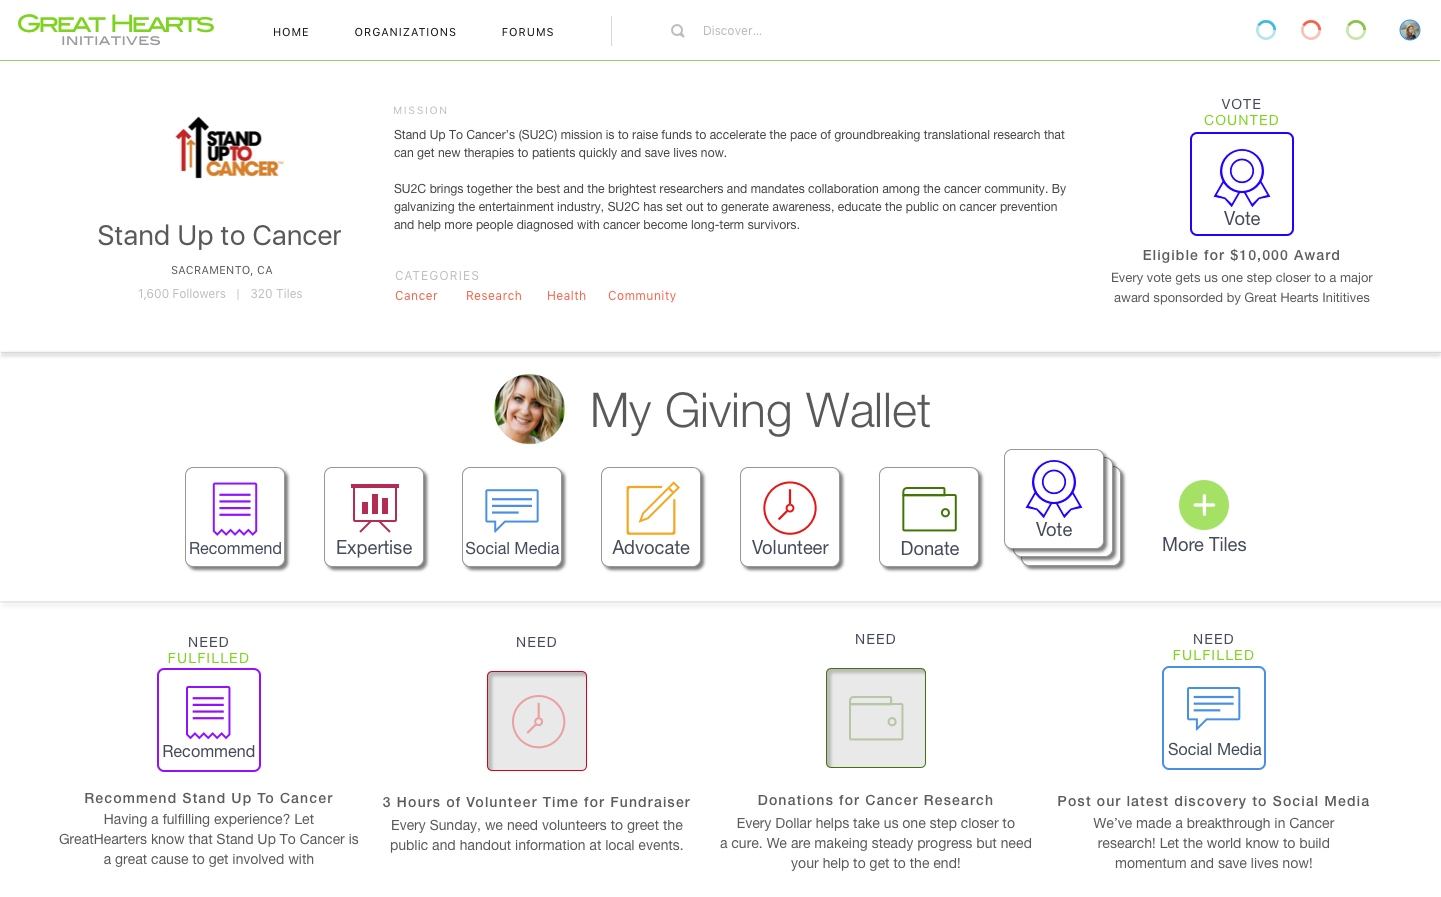 GREAT HEARTS
INITIATIVES
HOME
ORGANIZATIONS
FORUMS
Discover...
STAND
UP TO
CANCER™
Stand Up to Cancer
SACRAMENTO, CA
1,600 Followers | 320 Tiles
MISSION
Stand Up To Cancer's (SU2C) mission is to raise funds to accelerate the pace of groundbreaking translational research that
can get new therapies to patients quickly and save lives now.
SU2C brings together the best and the brightest researchers and mandates collaboration among the cancer community. By
galvanizing the entertainment industry, SU2C has set out to generate awareness, educate the public on cancer prevention
and help more people diagnosed with cancer become long-term survivors.
CATEGORIES
Cancer Research Health Community
VOTE
COUNTED
Vote
Eligible for $10,000 Award
Every vote gets us one step closer to a major
award sponsorded by Great Hearts Inititives
My Giving Wallet
Recommend
Expertise
Social Media
Advocate
Volunteer
Donate
Vote
More Tiles
NEED
FULFILLED
Recommend
Recommend Stand Up To Cancer
Having a fulfilling experience? Let
GreatHearters know that Stand Up To Cancer is
a great cause to get involved with
NEED
3 Hours of Volunteer Time for Fundraiser
Every Sunday, we need volunteers to greet the
public and handout information at local events.
NEED
Donations for Cancer Research
Every Dollar helps take us one step closer to
a cure. We are makeing steady progress but need
your help to get to the end!
NEED
FULFILLED
Social Media
Post our latest discovery to Social Media
We've made a breakthrough in Cancer
research! Let the world know to build
momentum and save lives now!